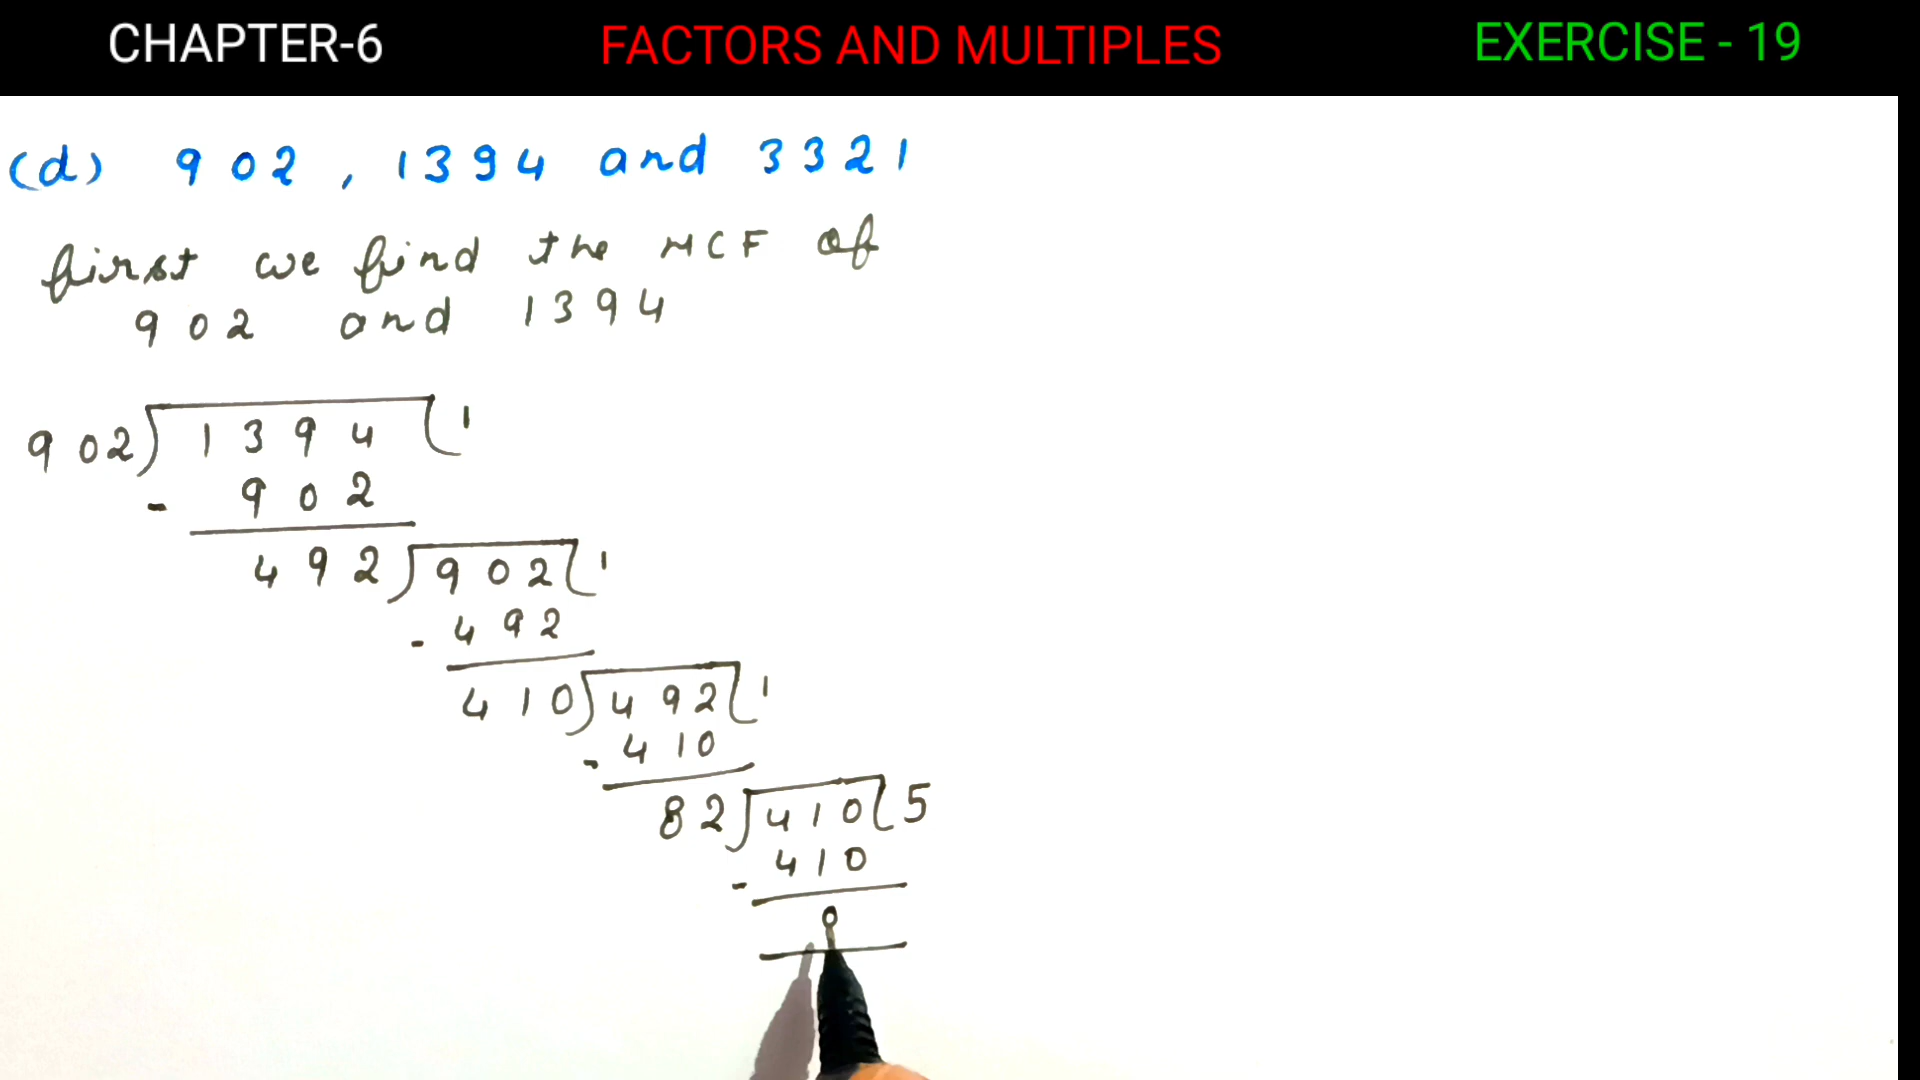 CHAPTER-6 FACTORS AND MULTIPLES EXERCISE - 19
(d) 902, 1394 and 3321
first we find the HCF of
902 and 1394
902) 1394 ( 1
- 902
492) 902 ( 1
- 492
410) 492 ( 1
- 410
82) 410 ( 5
- 410
0